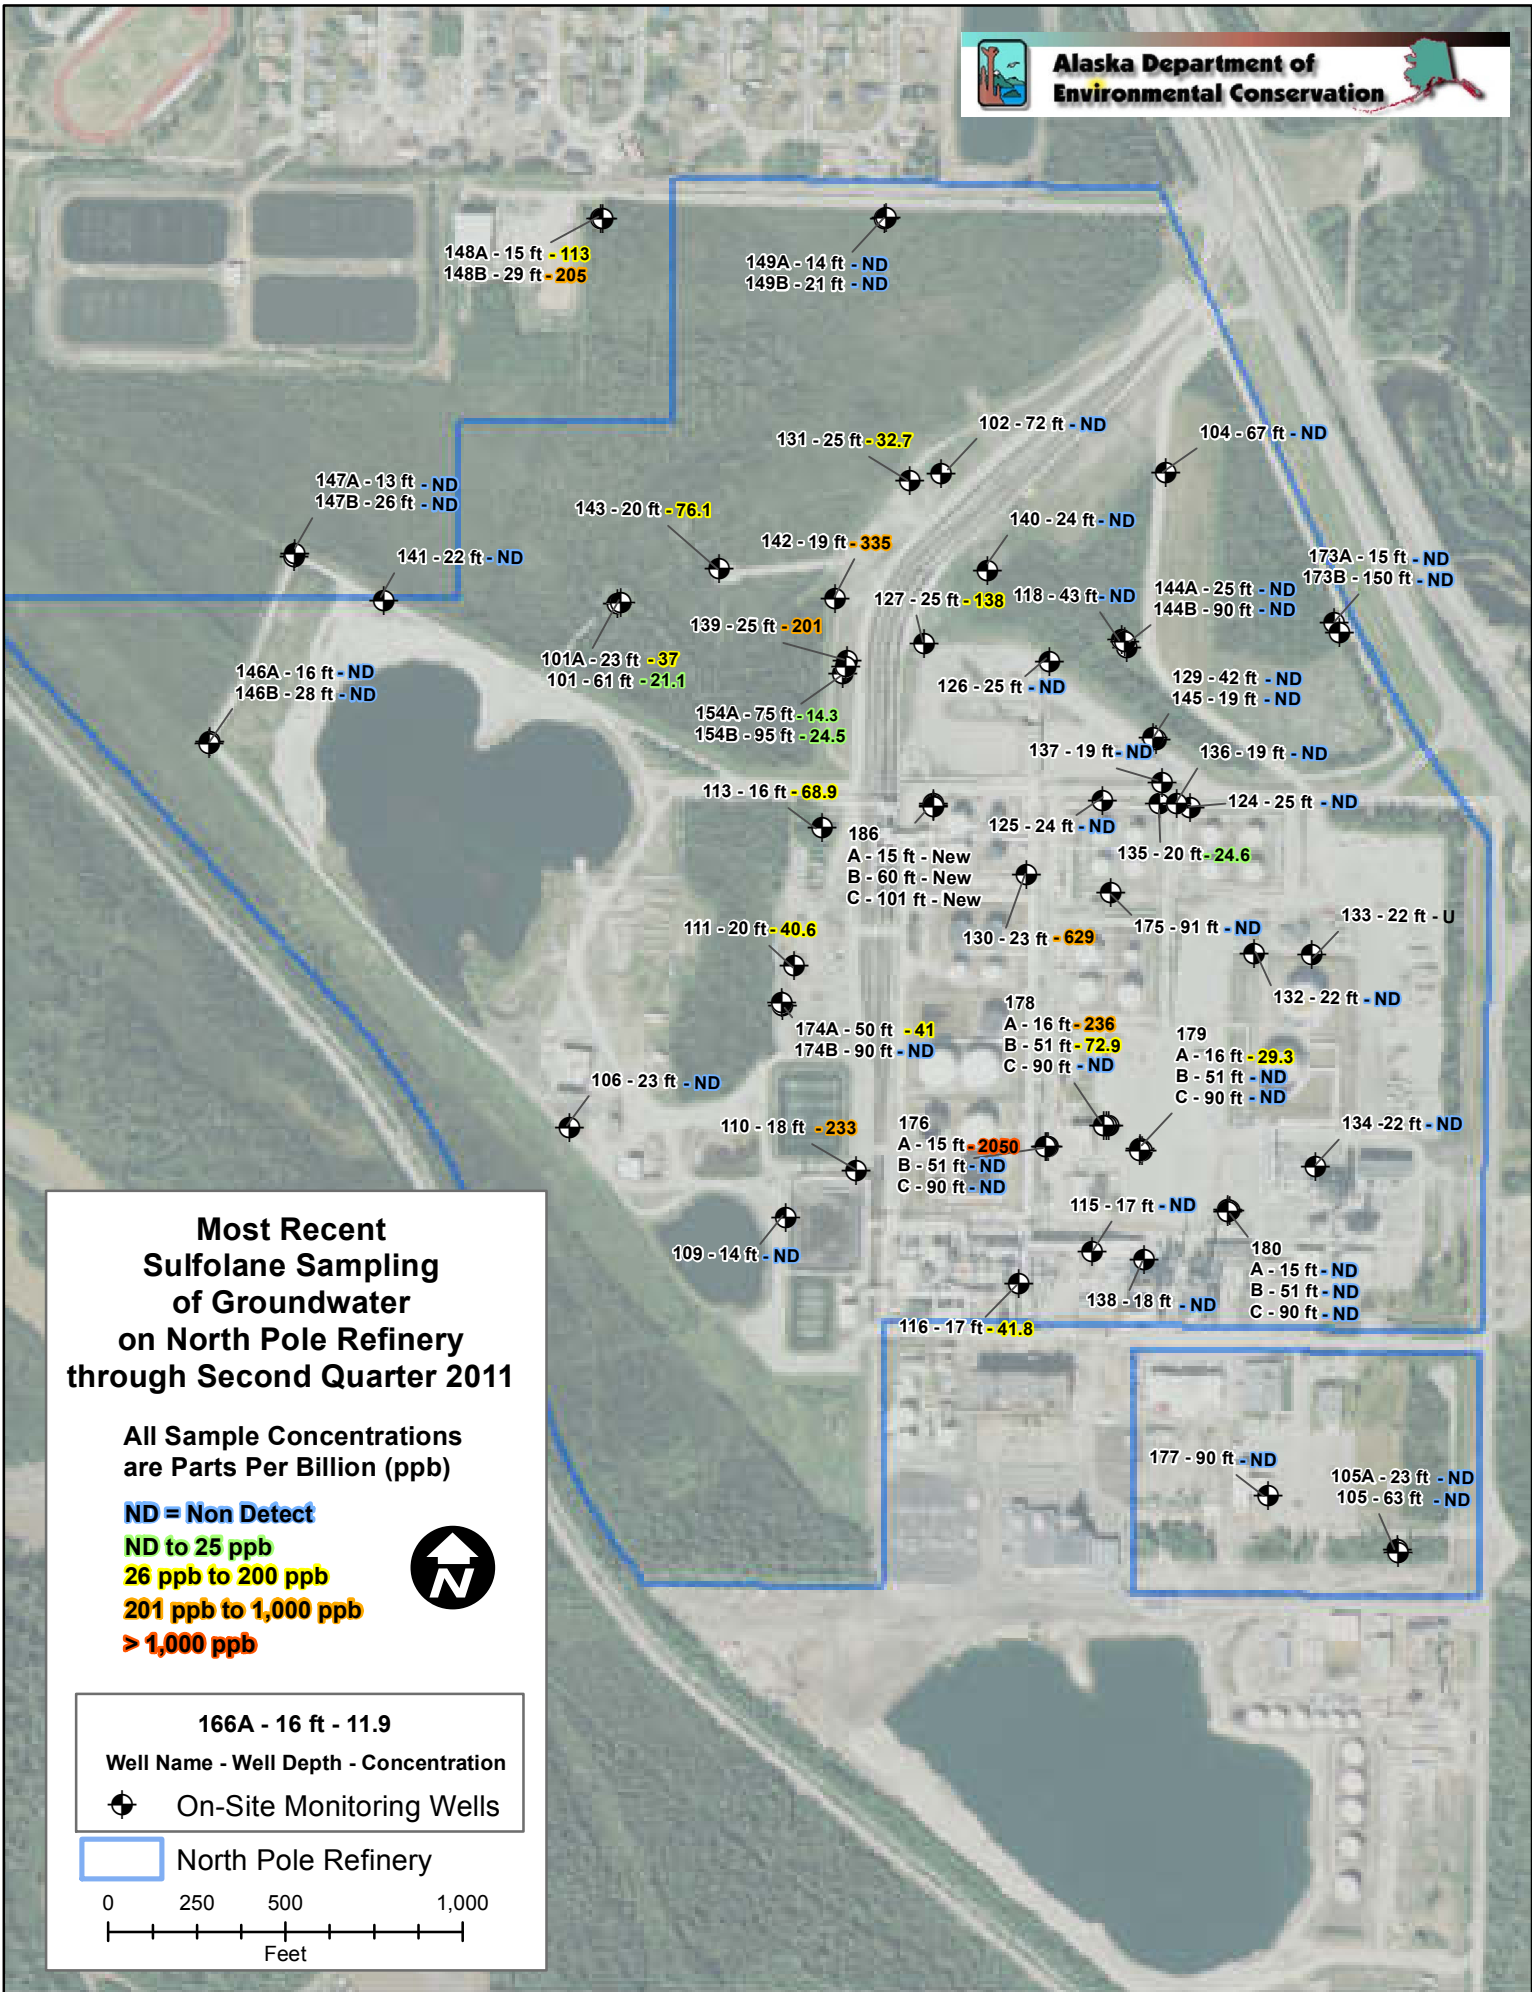 Alaska Department of
Environmental Conservation
148A - 15 ft - 113
148B - 29 ft - 205
149A - 14 ft - ND
149B - 21 ft - ND
102 - 72 ft - ND
131 - 25 ft - 32.7
104 - 67 ft - ND
147A - 13 ft - ND
147B - 26 ft - ND
143 - 20 ft - 76.1
140 - 24 ft - ND
142 - 19 ft - 335
141 - 22 ft - ND
173A - 15 ft - ND
173B - 150 ft - ND
127 - 25 ft - 138
118 - 43 ft - ND
144A - 25 ft - ND
144B - 90 ft - ND
139 - 25 ft - 201
101A - 23 ft - 37
101 - 61 ft - 21.1
146A - 16 ft - ND
146B - 28 ft - ND
126 - 25 ft - ND
129 - 42 ft - ND
145 - 19 ft - ND
154A - 75 ft - 14.3
154B - 95 ft - 24.5
137 - 19 ft - ND
136 - 19 ft - ND
113 - 16 ft - 68.9
124 - 25 ft - ND
186
A - 15 ft - New
B - 60 ft - New
C - 101 ft - New
125 - 24 ft - ND
135 - 20 ft - 24.6
111 - 20 ft - 40.6
130 - 23 ft - 629
175 - 91 ft - ND
133 - 22 ft - U
132 - 22 ft - ND
174A - 50 ft - 41
174B - 90 ft - ND
178
A - 16 ft - 236
B - 51 ft - 72.9
C - 90 ft - ND
179
A - 16 ft - 29.3
B - 51 ft - ND
C - 90 ft - ND
106 - 23 ft - ND
110 - 18 ft - 233
176
A - 15 ft - 2050
B - 51 ft - ND
C - 90 ft - ND
134 -22 ft - ND
115 - 17 ft - ND
109 - 14 ft - ND
180
A - 15 ft - ND
B - 51 ft - ND
C - 90 ft - ND
138 - 18 ft - ND
116 - 17 ft - 41.8
177 - 90 ft - ND
105A - 23 ft - ND
105 - 63 ft - ND
Most Recent
Sulfolane Sampling
of Groundwater
on North Pole Refinery
through Second Quarter 2011
All Sample Concentrations
are Parts Per Billion (ppb)
ND = Non Detect
ND to 25 ppb
26 ppb to 200 ppb
201 ppb to 1,000 ppb
> 1,000 ppb
N
166A - 16 ft - 11.9
Well Name - Well Depth - Concentration
On-Site Monitoring Wells
North Pole Refinery
0 250 500 1,000
Feet